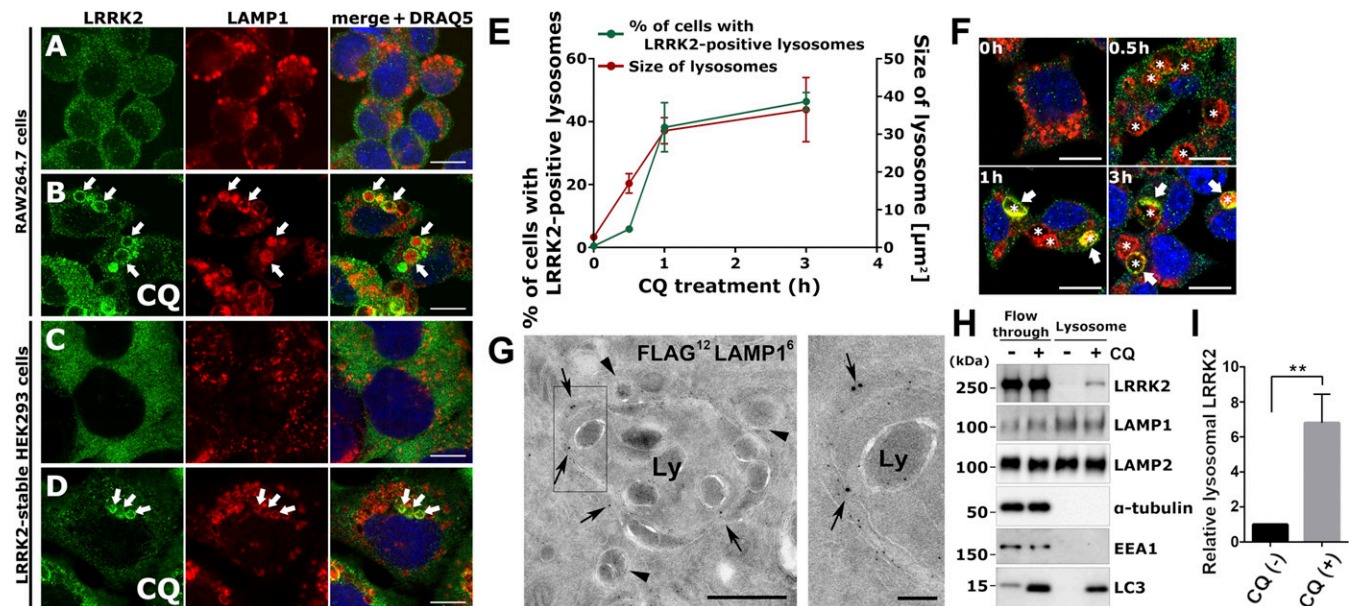 LRRK2 LAMP1 merge + DRAQ5
RAW264.7 cells
LRRK2-stable HEK293 cells
A
B
CQ
C
D
CQ
E
% of cells with
LRRK2-positive lysosomes
Size of lysosomes
% of cells with
LRRK2-positive lysosomes
60
40
20
0
50
40
30
20
10
0
Size of lysosome [µm²]
0 1 2 3 4
CQ treatment (h)
F
0h 0.5h
* * * * * *
1h 3h
* * * * * * * *
G
FLAG¹² LAMP1⁶
Ly
Ly
H
Flow
through Lysosome
(kDa) - + - + CQ
250 LRRK2
100 LAMP1
100 LAMP2
50 α-tubulin
150 EEA1
15 LC3
I
**
Relative lysosomal LRRK2
10
8
6
4
2
0
CQ (-)
CQ (+)